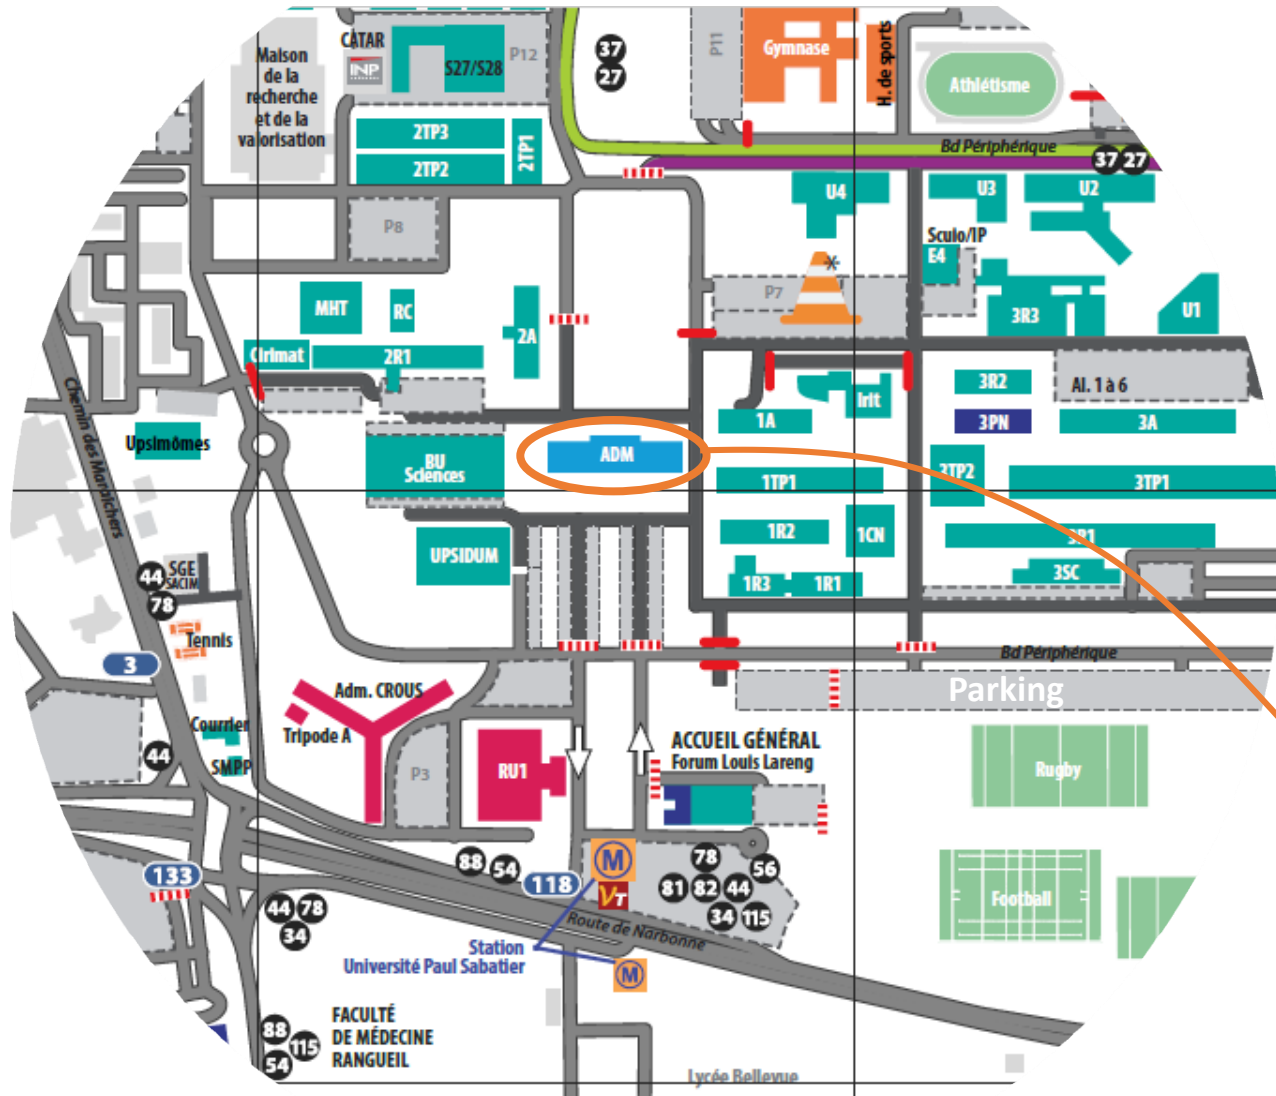 CATAR
INP
S27/S28
P12
37
27
P11
Gymnase
H. de sports
Athlétisme
Maison
de la
recherche
et de la
valorisation
2TP3
2TP2
2TP1
Bd Périphérique
37 27
P8
U4
U3
U2
Scuio/IP
E4
P7
*
MHT
RC
2A
3R3
U1
Cirimat
2R1
Al. 1 à 6
3R2
Irit
1A
3PN
3A
Chemin des Maraîchers
Upsimômes
BU
Sciences
ADM
1TP1
3TP2
3TP1
1R2
1CN
3R1
UPSIDUM
1R3
1R1
3SC
44
SGE
SACIM
78
Tennis
3
Bd Périphérique
Parking
Adm. CROUS
Tripode A
Courrier
SMPP
44
P3
RU1
ACCUEIL GÉNÉRAL
Forum Louis Lareng
Rugby
133
88
54
118
M
VT
78
56
81 82 44
34 115
Football
44 78
34
Route de Narbonne
Station
Université Paul Sabatier
M
88
115
54
FACULTÉ
DE MÉDECINE
RANGUEIL
Lycée Bellevue